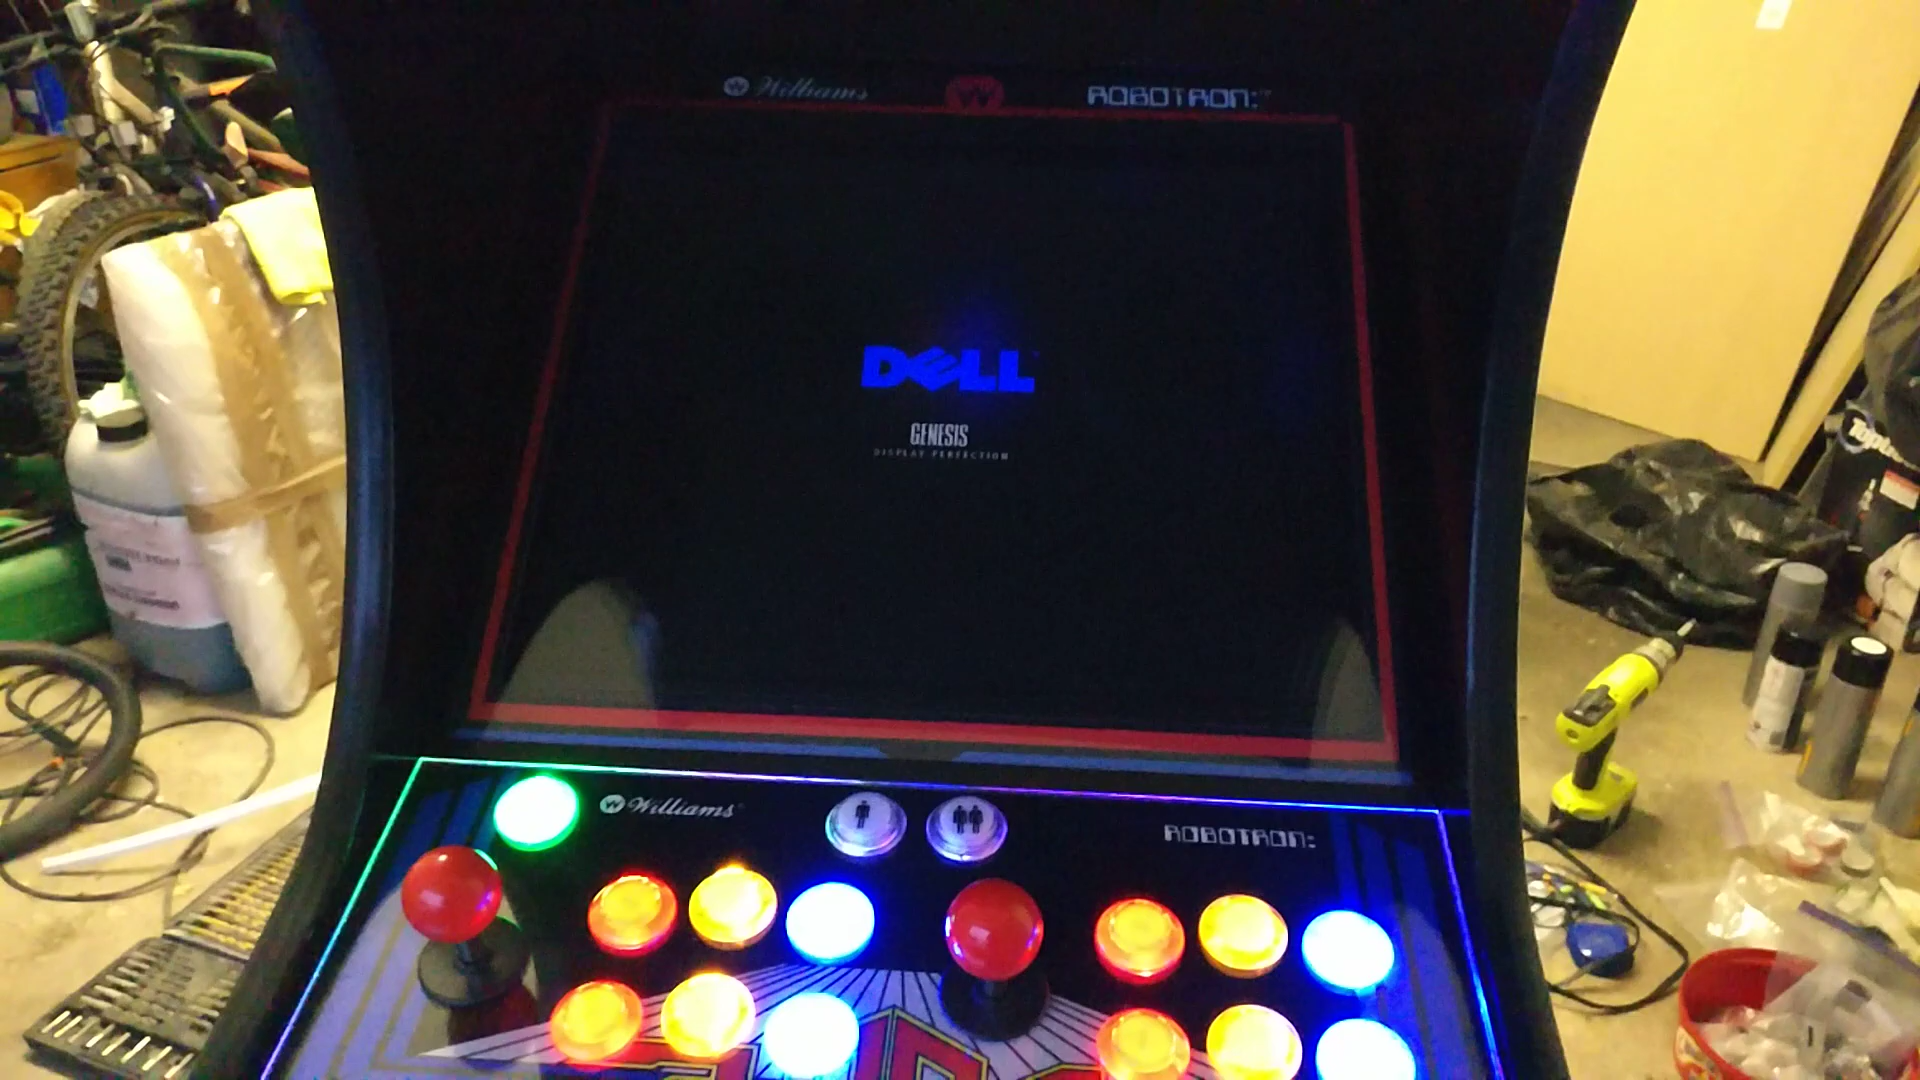 Williams
ROBOTRON:
DELL
GENESIS
DISPLAY PERFECTION
Williams
ROBOTRON: